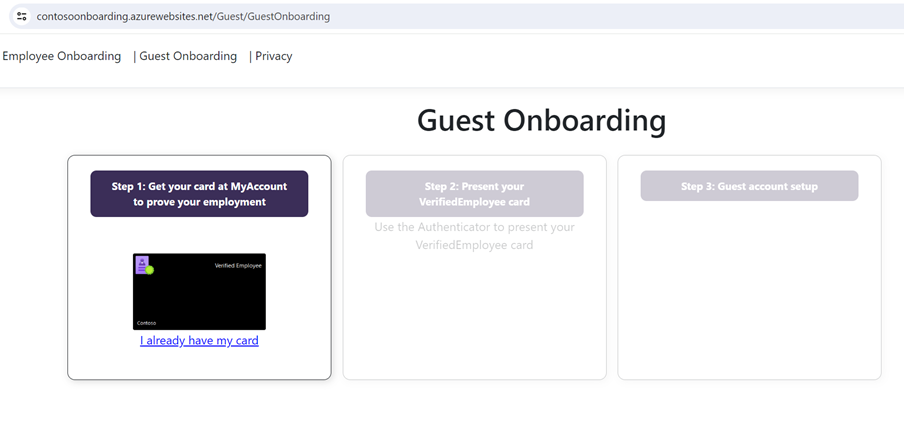 contosoonboarding.azurewebsites.net/Guest/GuestOnboarding
Employee Onboarding | Guest Onboarding | Privacy
Guest Onboarding
Step 1: Get your card at MyAccount
to prove your employment
Verified Employee
Contoso
I already have my card
Step 2: Present your
VerifiedEmployee card
Use the Authenticator to present your
VerifiedEmployee card
Step 3: Guest account setup